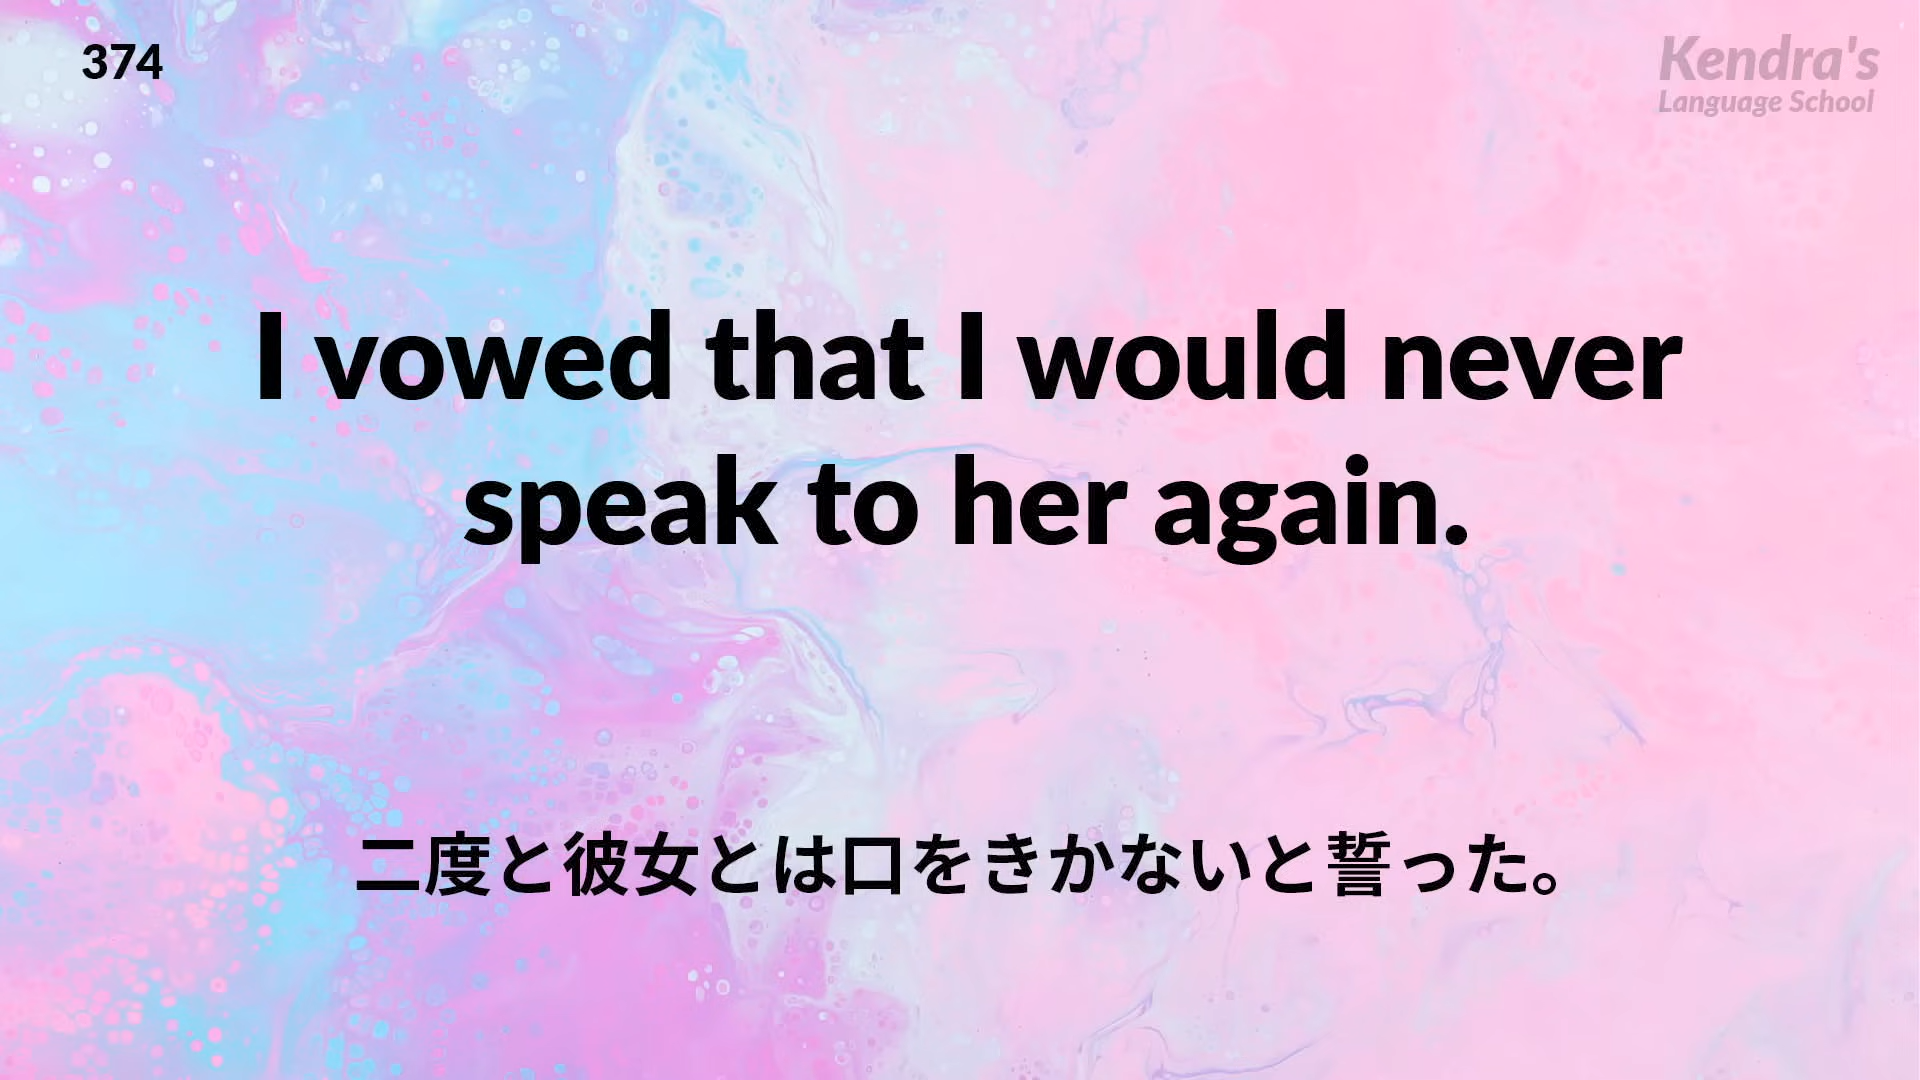 374
Kendra's
Language School
I vowed that I would never
speak to her again.
二度と彼女とは口をきかないと誓った。